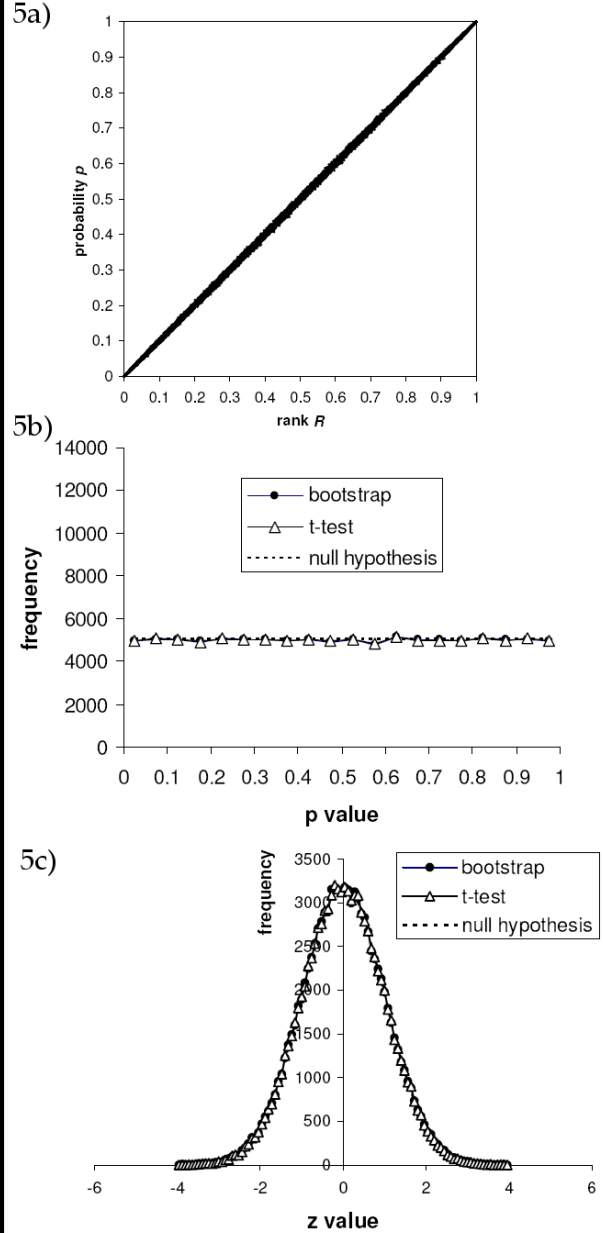 5a)
1
0.9
0.8
0.7
0.6
0.5
0.4
0.3
0.2
0.1
0
probability p
0 0.1 0.2 0.3 0.4 0.5 0.6 0.7 0.8 0.9 1
rank R
5b)
14000
12000
10000
8000
6000
4000
2000
0
frequency
bootstrap
t-test
null hypothesis
0 0.1 0.2 0.3 0.4 0.5 0.6 0.7 0.8 0.9 1
p value
5c)
frequency
3500
3000
2500
2000
1500
1000
500
0
bootstrap
t-test
null hypothesis
-6 -4 -2 0 2 4 6
z value